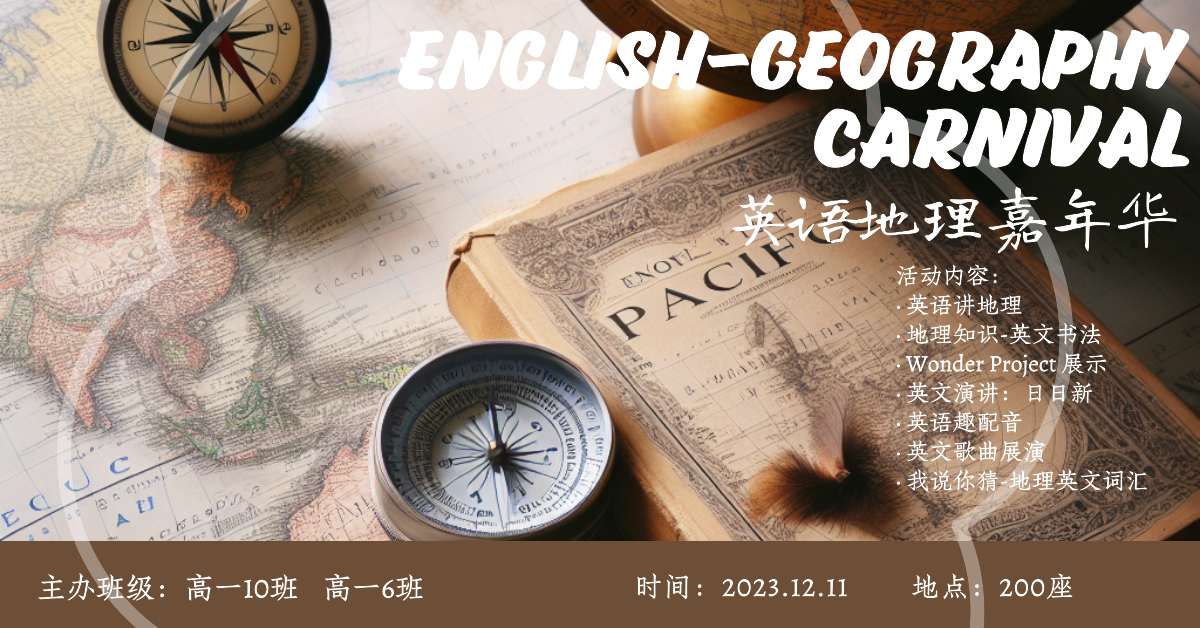 ENGLISH-GEOGRAPHY
CARNIVAL
英语地理嘉年华
活动内容：
·英语讲地理
·地理知识-英文书法
·Wonder Project 展示
·英文演讲：日日新
·英语趣配音
·英文歌曲展演
·我说你猜-地理英文词汇
PACIFO
主办班级：高一10班 高一6班
时间：2023.12.11
地点：200座